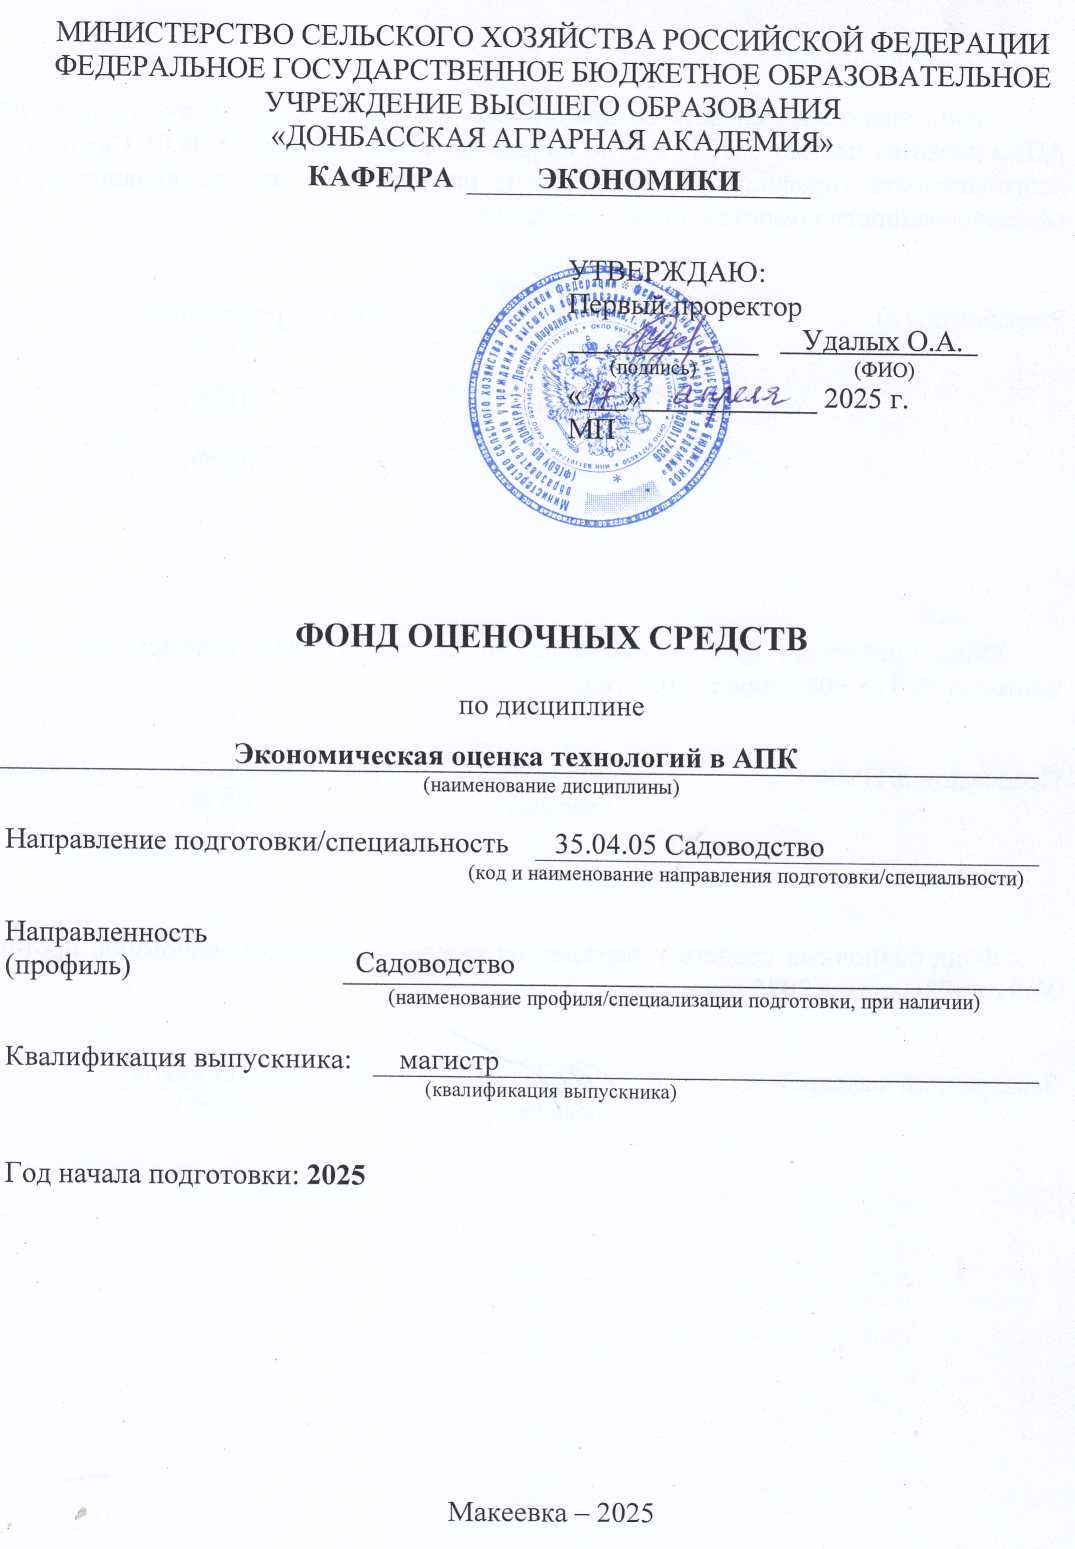 МИНИСТЕРСТВО СЕЛЬСКОГО ХОЗЯЙСТВА РОССИЙСКОЙ ФЕДЕРАЦИИ
ФЕДЕРАЛЬНОЕ ГОСУДАРСТВЕННОЕ БЮДЖЕТНОЕ ОБРАЗОВАТЕЛЬНОЕ
УЧРЕЖДЕНИЕ ВЫСШЕГО ОБРАЗОВАНИЯ
«ДОНБАССКАЯ АГРАРНАЯ АКАДЕМИЯ»
КАФЕДРА ЭКОНОМИКИ
УТВЕРЖДАЮ:
Первый проректор
Удалых О.А.
(подпись) (ФИО)
«17» апреля 2025 г.
МП
ФОНД ОЦЕНОЧНЫХ СРЕДСТВ
по дисциплине
Экономическая оценка технологий в АПК
(наименование дисциплины)
Направление подготовки/специальность 35.04.05 Садоводство
(код и наименование направления подготовки/специальности)
Направленность
(профиль) Садоводство
(наименование профиля/специализации подготовки, при наличии)
Квалификация выпускника: магистр
(квалификация выпускника)
Год начала подготовки: 2025
Макеевка – 2025